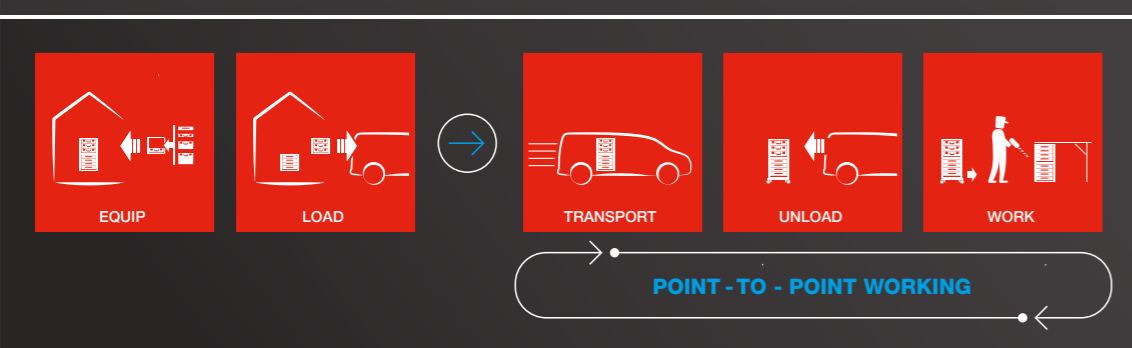 EQUIP
LOAD
TRANSPORT
UNLOAD
WORK
POINT - TO - POINT WORKING